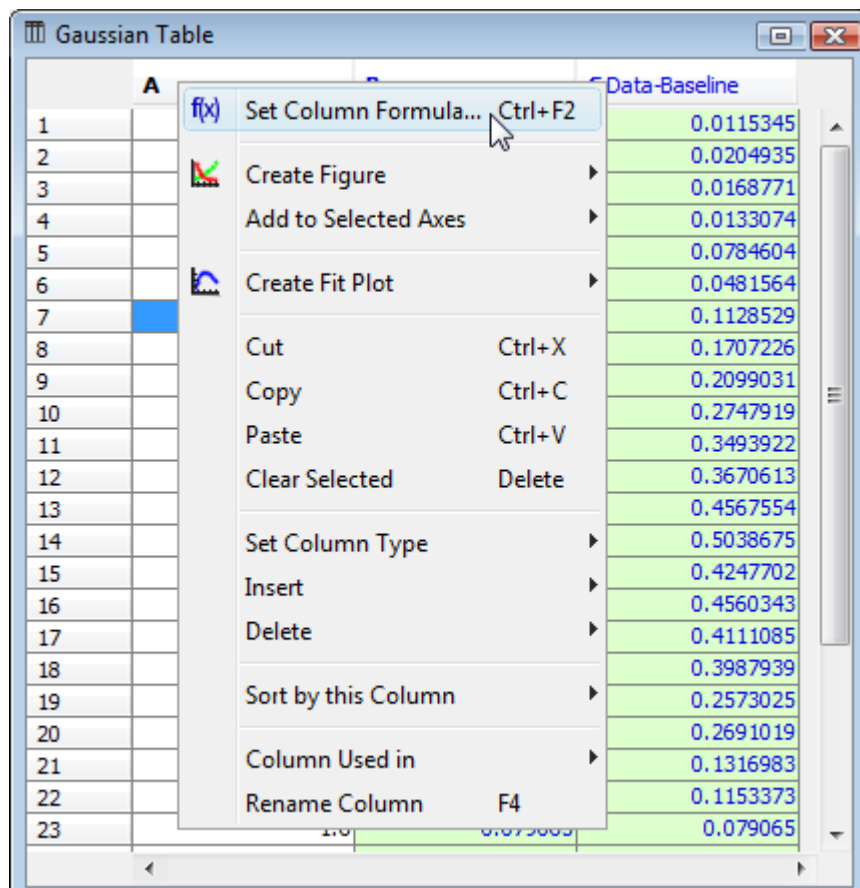 Gaussian Table
A Data-Baseline
f(x) Set Column Formula... Ctrl+F2
Create Figure
Add to Selected Axes
Create Fit Plot
Cut Ctrl+X
Copy Ctrl+C
Paste Ctrl+V
Clear Selected Delete
Set Column Type
Insert
Delete
Sort by this Column
Column Used in
Rename Column F4
1 0.0115345
2 0.0204935
3 0.0168771
4 0.0133074
5 0.0784604
6 0.0481564
7 0.1128529
8 0.1707226
9 0.2099031
10 0.2747919
11 0.3493922
12 0.3670613
13 0.4567554
14 0.5038675
15 0.4247702
16 0.4560343
17 0.4111085
18 0.3987939
19 0.2573025
20 0.2691019
21 0.1316983
22 0.1153373
23 0.079065